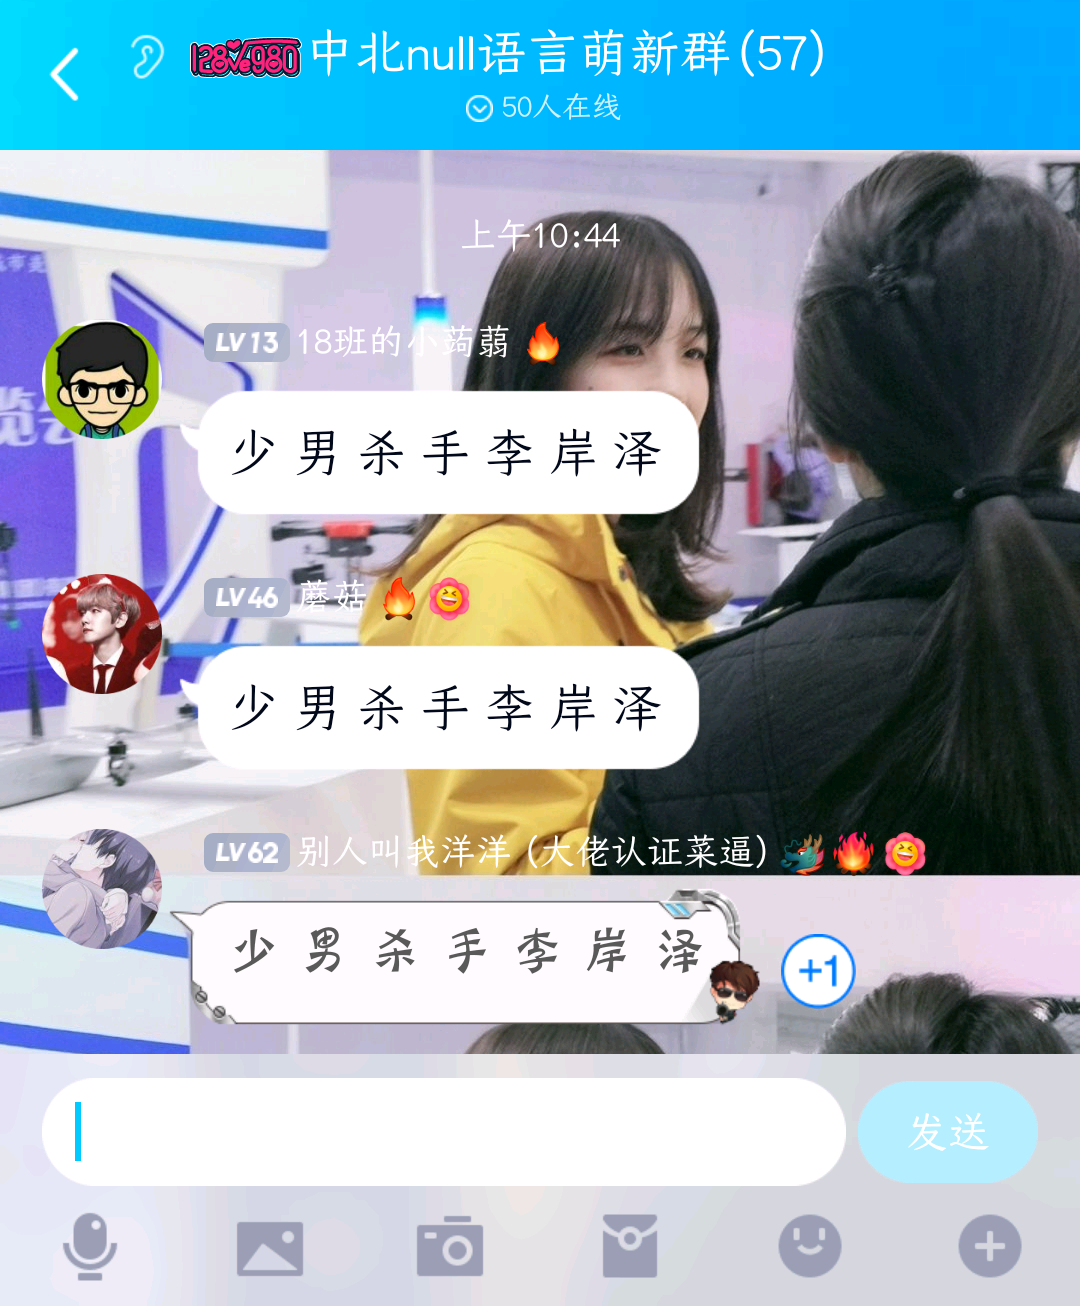 128√e980 中北null语言萌新群(57)
50人在线
上午10:44
LV13 18班的小蒟蒻
少男杀手李岸泽
LV46 蘑菇
少男杀手李岸泽
LV62 别人叫我洋洋 (大佬认证菜逼)
少男杀手李岸泽
+1
发送